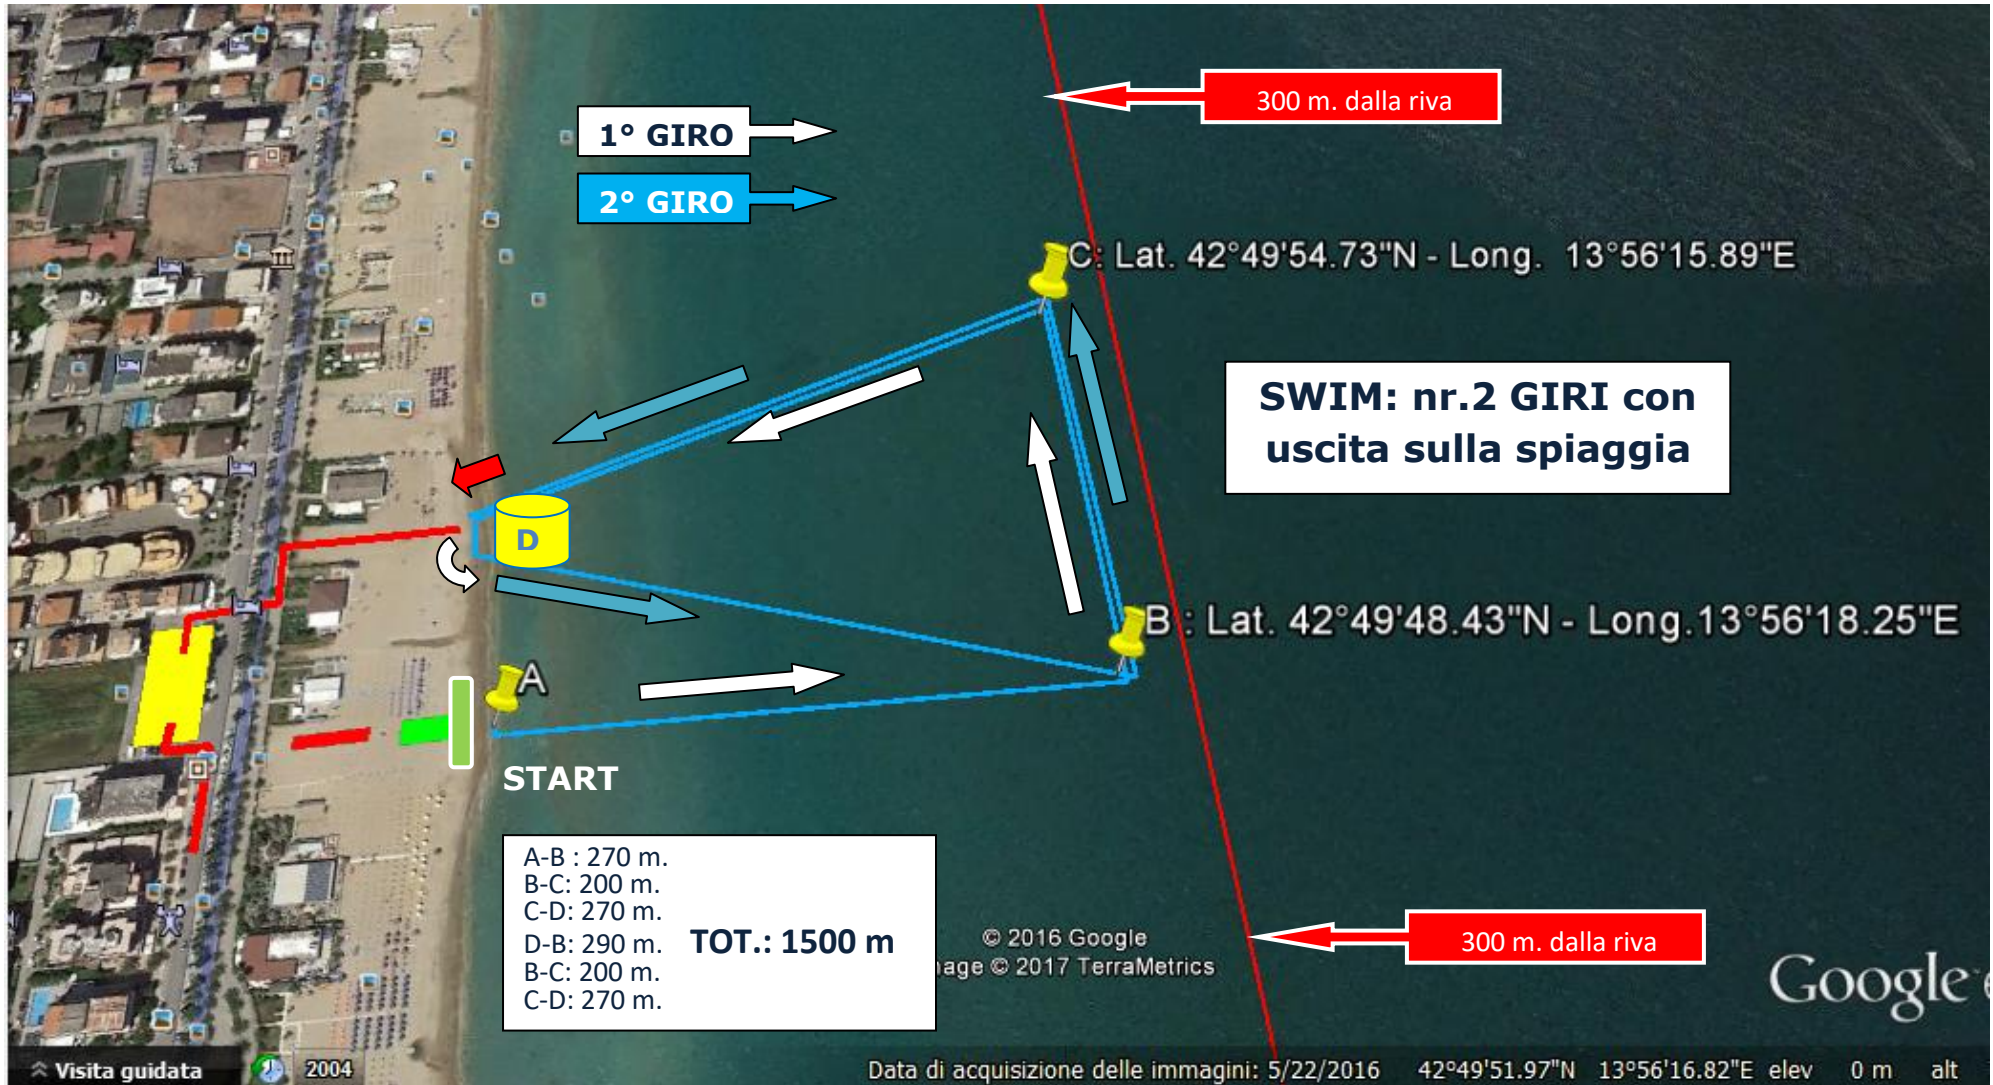 300 m. dalla riva
1° GIRO
2° GIRO
C: Lat. 42°49'54.73"N - Long. 13°56'15.89"E
SWIM: nr.2 GIRI con
uscita sulla spiaggia
D
B : Lat. 42°49'48.43"N - Long.13°56'18.25"E
A
START
A-B : 270 m.
B-C: 200 m.
C-D: 270 m.
D-B: 290 m. TOT.: 1500 m
B-C: 200 m.
C-D: 270 m.
© 2016 Google
age © 2017 TerraMetrics
300 m. dalla riva
Google
Visita guidata
2004
Data di acquisizione delle immagini: 5/22/2016 42°49'51.97"N 13°56'16.82"E elev 0 m alt